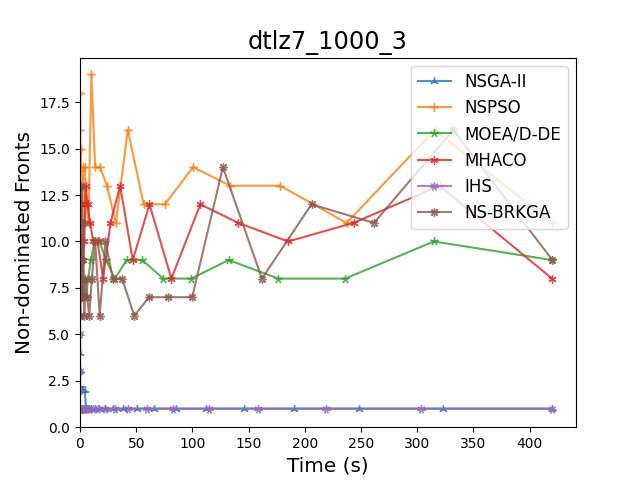 dtlz7_1000_3
Non-dominated Fronts
17.5
15.0
12.5
10.0
7.5
5.0
2.5
0.0
0
50
100
150
200
250
300
350
400
Time (s)
NSGA-II
NSPSO
MOEA/D-DE
MHACO
IHS
NS-BRKGA